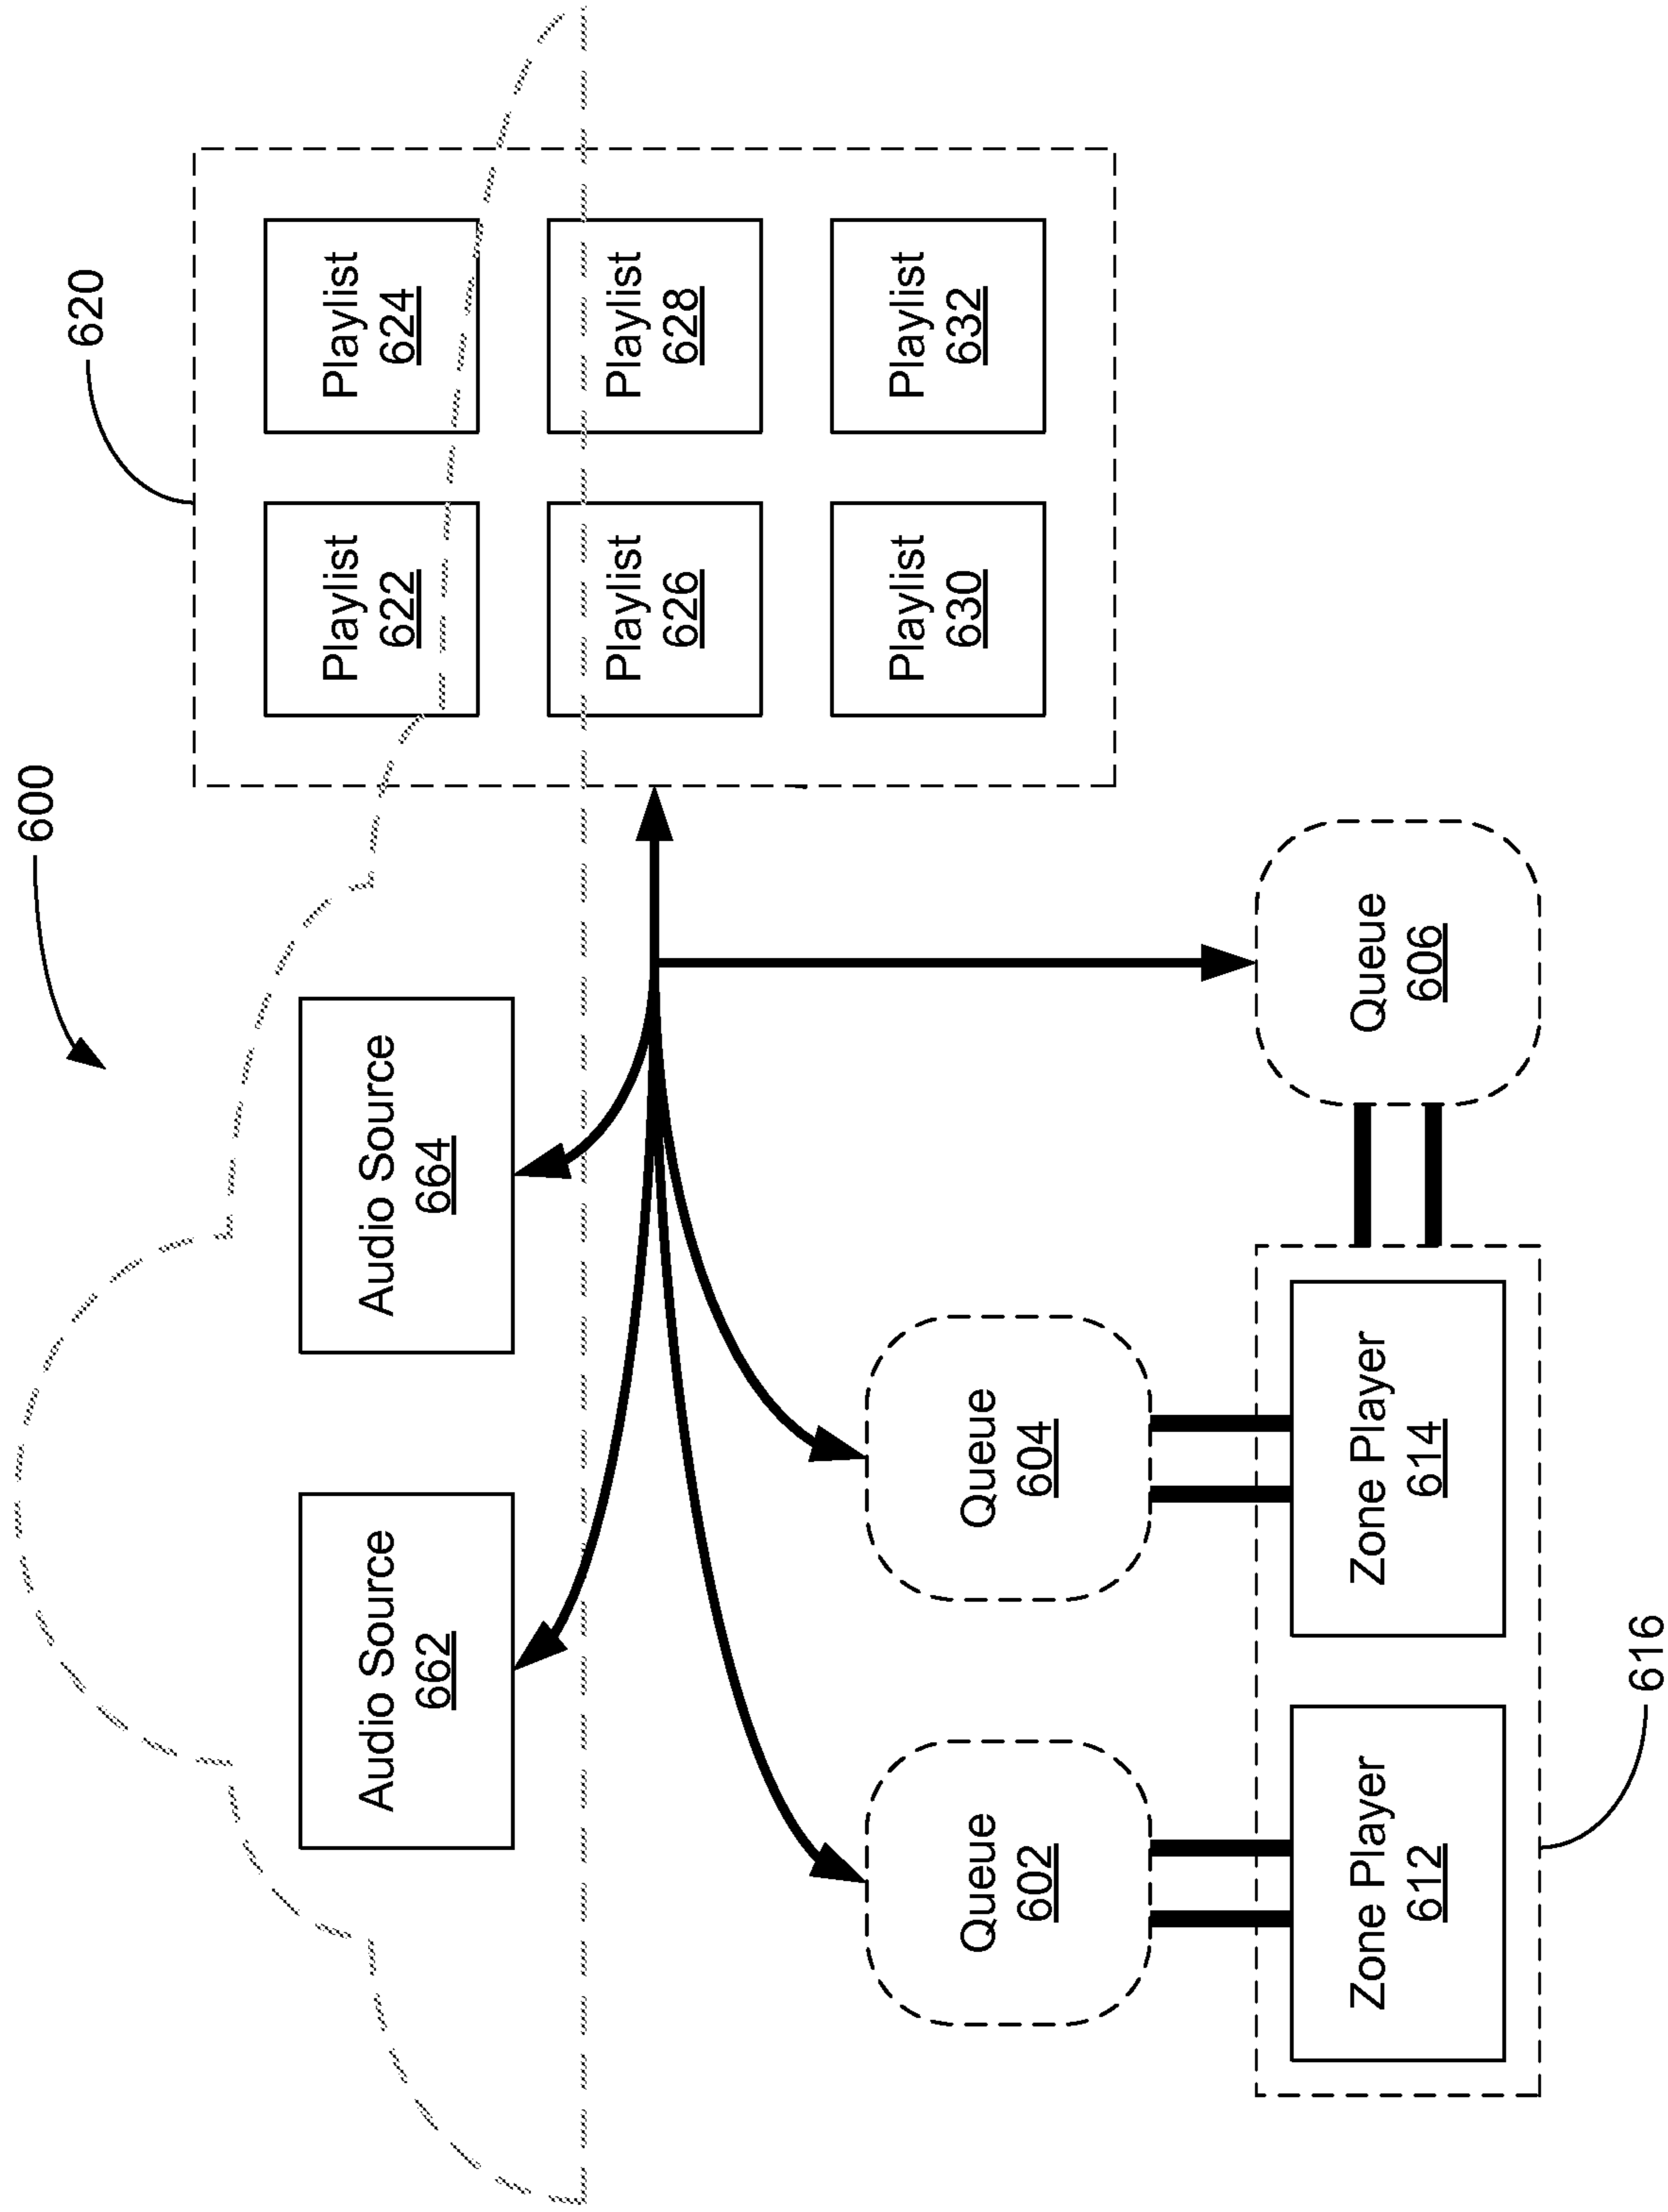 600
620
Audio Source
662
Audio Source
664
Playlist
622
Playlist
624
Playlist
626
Playlist
628
Playlist
630
Playlist
632
Queue
602
Queue
604
Zone Player
612
Zone Player
614
Queue
606
616